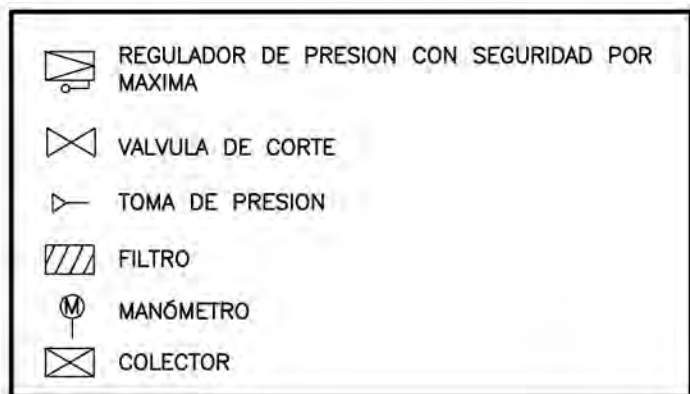 REGULADOR DE PRESION CON SEGURIDAD POR
MAXIMA
VALVULA DE CORTE
TOMA DE PRESION
FILTRO
M
MANÓMETRO
COLECTOR